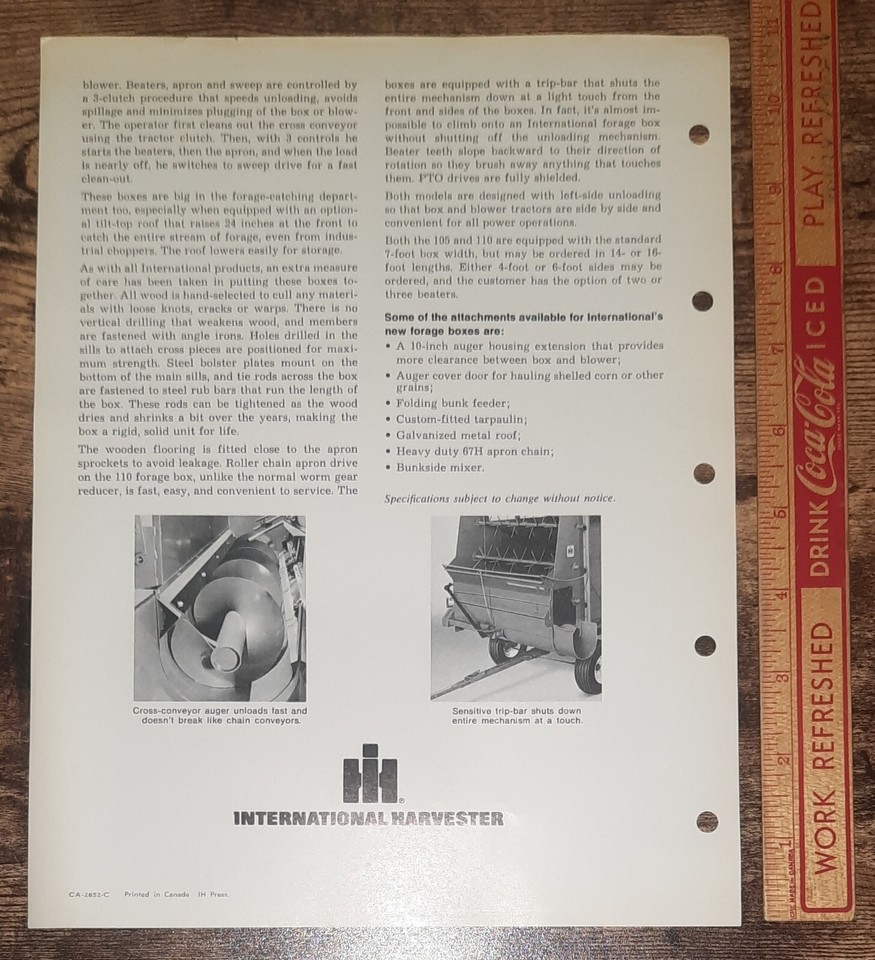 blower. Beaters, apron and sweep are controlled by
a 3-clutch procedure that speeds unloading, avoids
spillage and minimizes plugging of the box or blow-
er. The operator first cleans out the cross conveyor
using the tractor clutch. Then, with 3 controls he
starts the beaters, then the apron, and when the load
is nearly off, he switches to sweep drive for a fast
clean-out.
These boxes are big in the forage-catching depart-
ment too, especially when equipped with an option-
al tilt-top roof that raises 24 inches at the front to
catch the entire stream of forage, even from indus-
trial choppers. The roof lowers easily for storage.
As with all International products, an extra measure
of care has been taken in putting these boxes to-
gether. All wood is hand-selected to cull any materi-
als with loose knots, cracks or warps. There is no
vertical drilling that weakens wood, and members
are fastened with angle irons. Holes drilled in the
sills to attach cross pieces are positioned for maxi-
mum strength. Steel bolster plates mount on the
bottom of the main sills, and tie rods across the box
are fastened to steel rub bars that run the length of
the box. These rods can be tightened as the wood
dries and shrinks a bit over the years, making the
box a rigid, solid unit for life.
The wooden flooring is fitted close to the apron
sprockets to avoid leakage. Roller chain apron drive
on the 110 forage box, unlike the normal worm gear
reducer, is fast, easy, and convenient to service. The
boxes are equipped with a trip-bar that shuts the
entire mechanism down at a light touch from the
front and sides of the boxes. In fact, it's almost im-
possible to climb onto an International forage box
without shutting off the unloading mechanism.
Beater teeth slope backward to their direction of
rotation so they brush away anything that touches
them. PTO drives are fully shielded.
Both models are designed with left-side unloading
so that box and blower tractors are side by side and
convenient for all power operations.
Both the 105 and 110 are equipped with the standard
7-foot box width, but may be ordered in 14- or 16-
foot lengths. Either 4-foot or 6-foot sides may be
ordered, and the customer has the option of two or
three beaters.
Some of the attachments available for International's
new forage boxes are:
• A 10-inch auger housing extension that provides
more clearance between box and blower;
• Auger cover door for hauling shelled corn or other
grains;
• Folding bunk feeder;
• Custom-fitted tarpaulin;
• Galvanized metal roof;
• Heavy duty 67H apron chain;
• Bunkside mixer.
Specifications subject to change without notice.
Cross-conveyor auger unloads fast and
doesn't break like chain conveyors.
Sensitive trip-bar shuts down
entire mechanism at a touch.
IH®
INTERNATIONAL HARVESTER
CA-2852-C Printed in Canada IH Press.
WORK REFRESHED DRINK Coca-Cola ICED PLAY REFRESHED
1 2 3 4 5 6 7 8 9 10 11